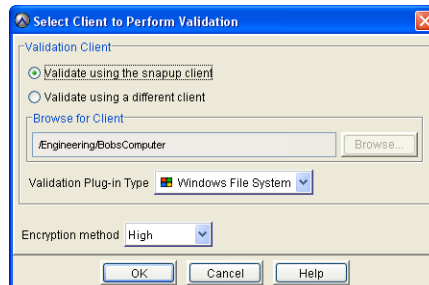 Select Client to Perform Validation
Validation Client
Validate using the snapup client
Validate using a different client
Browse for Client
/Engineering/BobsComputer
Browse...
Validation Plug-in Type Windows File System
Encryption method High
OK Cancel Help